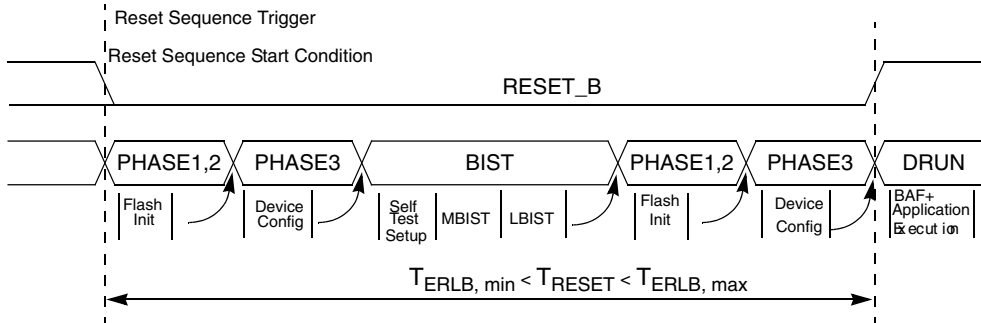 Reset Sequence Trigger
Reset Sequence Start Condition
RESET_B
PHASE1,2 PHASE3 BIST PHASE1,2 PHASE3 DRUN
Flash Init
Device Config
Self Test Setup
MBIST
LBIST
Flash Init
Device Config
BAF+ Application Execution
TERLB, min < TRESET < TERLB, max